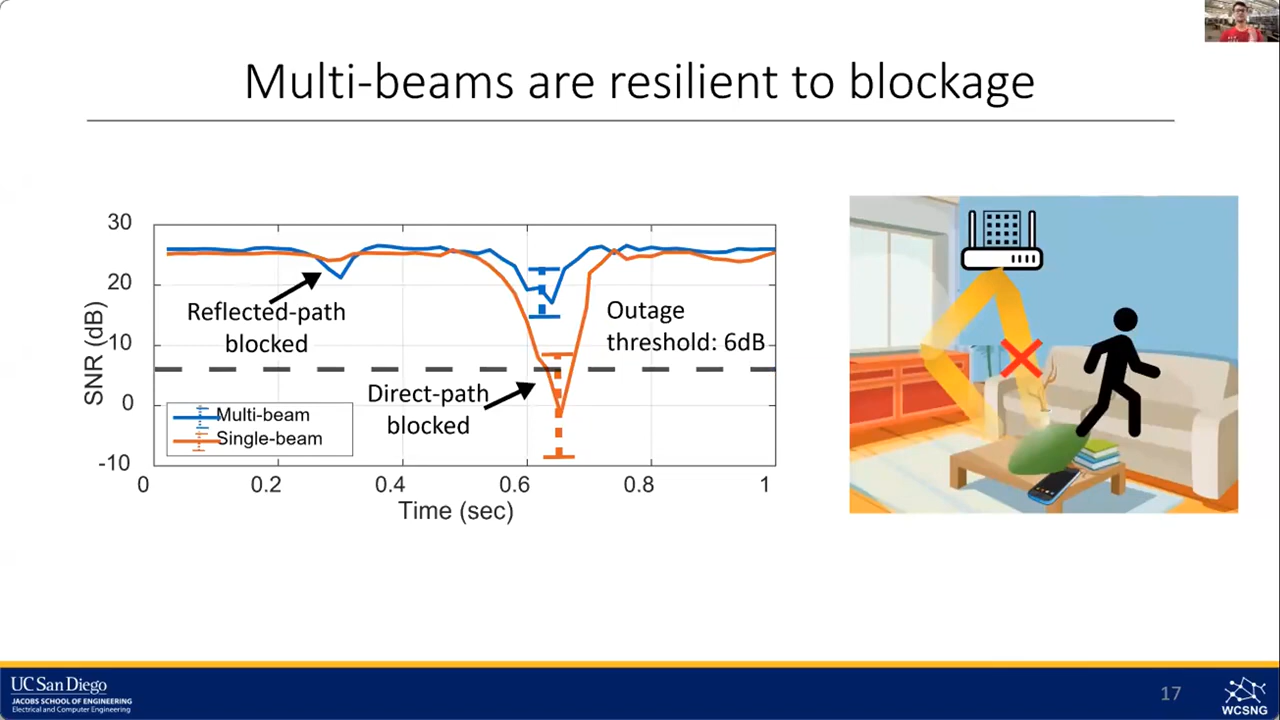 Multi-beams are resilient to blockage
30
20
10
0
-10
SNR (dB)
0
0.2
0.4
0.6
0.8
1
Time (sec)
Reflected-path
blocked
Direct-path
blocked
Outage
threshold: 6dB
Multi-beam
Single-beam
UC San Diego
JACOBS SCHOOL OF ENGINEERING
Electrical and Computer Engineering
17
WCSNG